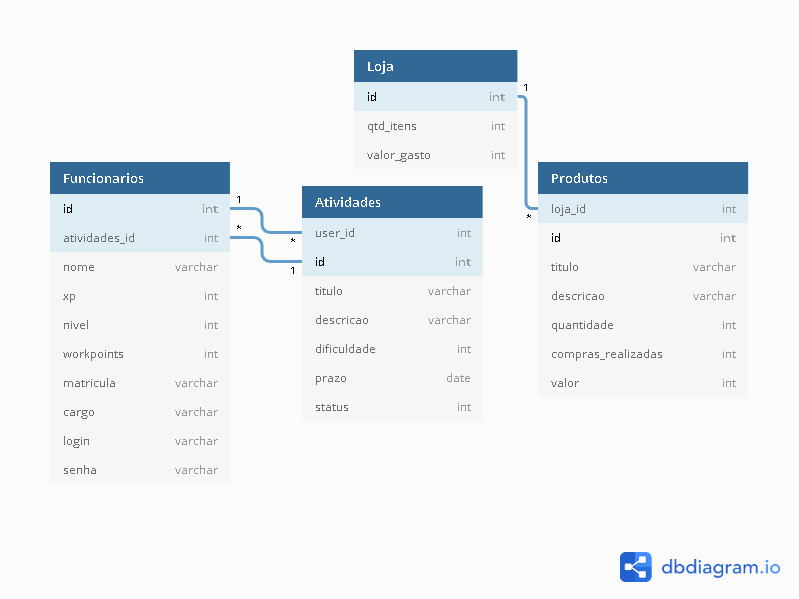 Loja
id int
qtd_itens int
valor_gasto int
1
*
Funcionarios
id int
atividades_id int
nome varchar
xp int
nivel int
workpoints int
matricula varchar
cargo varchar
login varchar
senha varchar
1
*
*
1
Atividades
user_id int
id int
titulo varchar
descricao varchar
dificuldade int
prazo date
status int
Produtos
loja_id int
id int
titulo varchar
descricao varchar
quantidade int
compras_realizadas int
valor int
dbdiagram.io